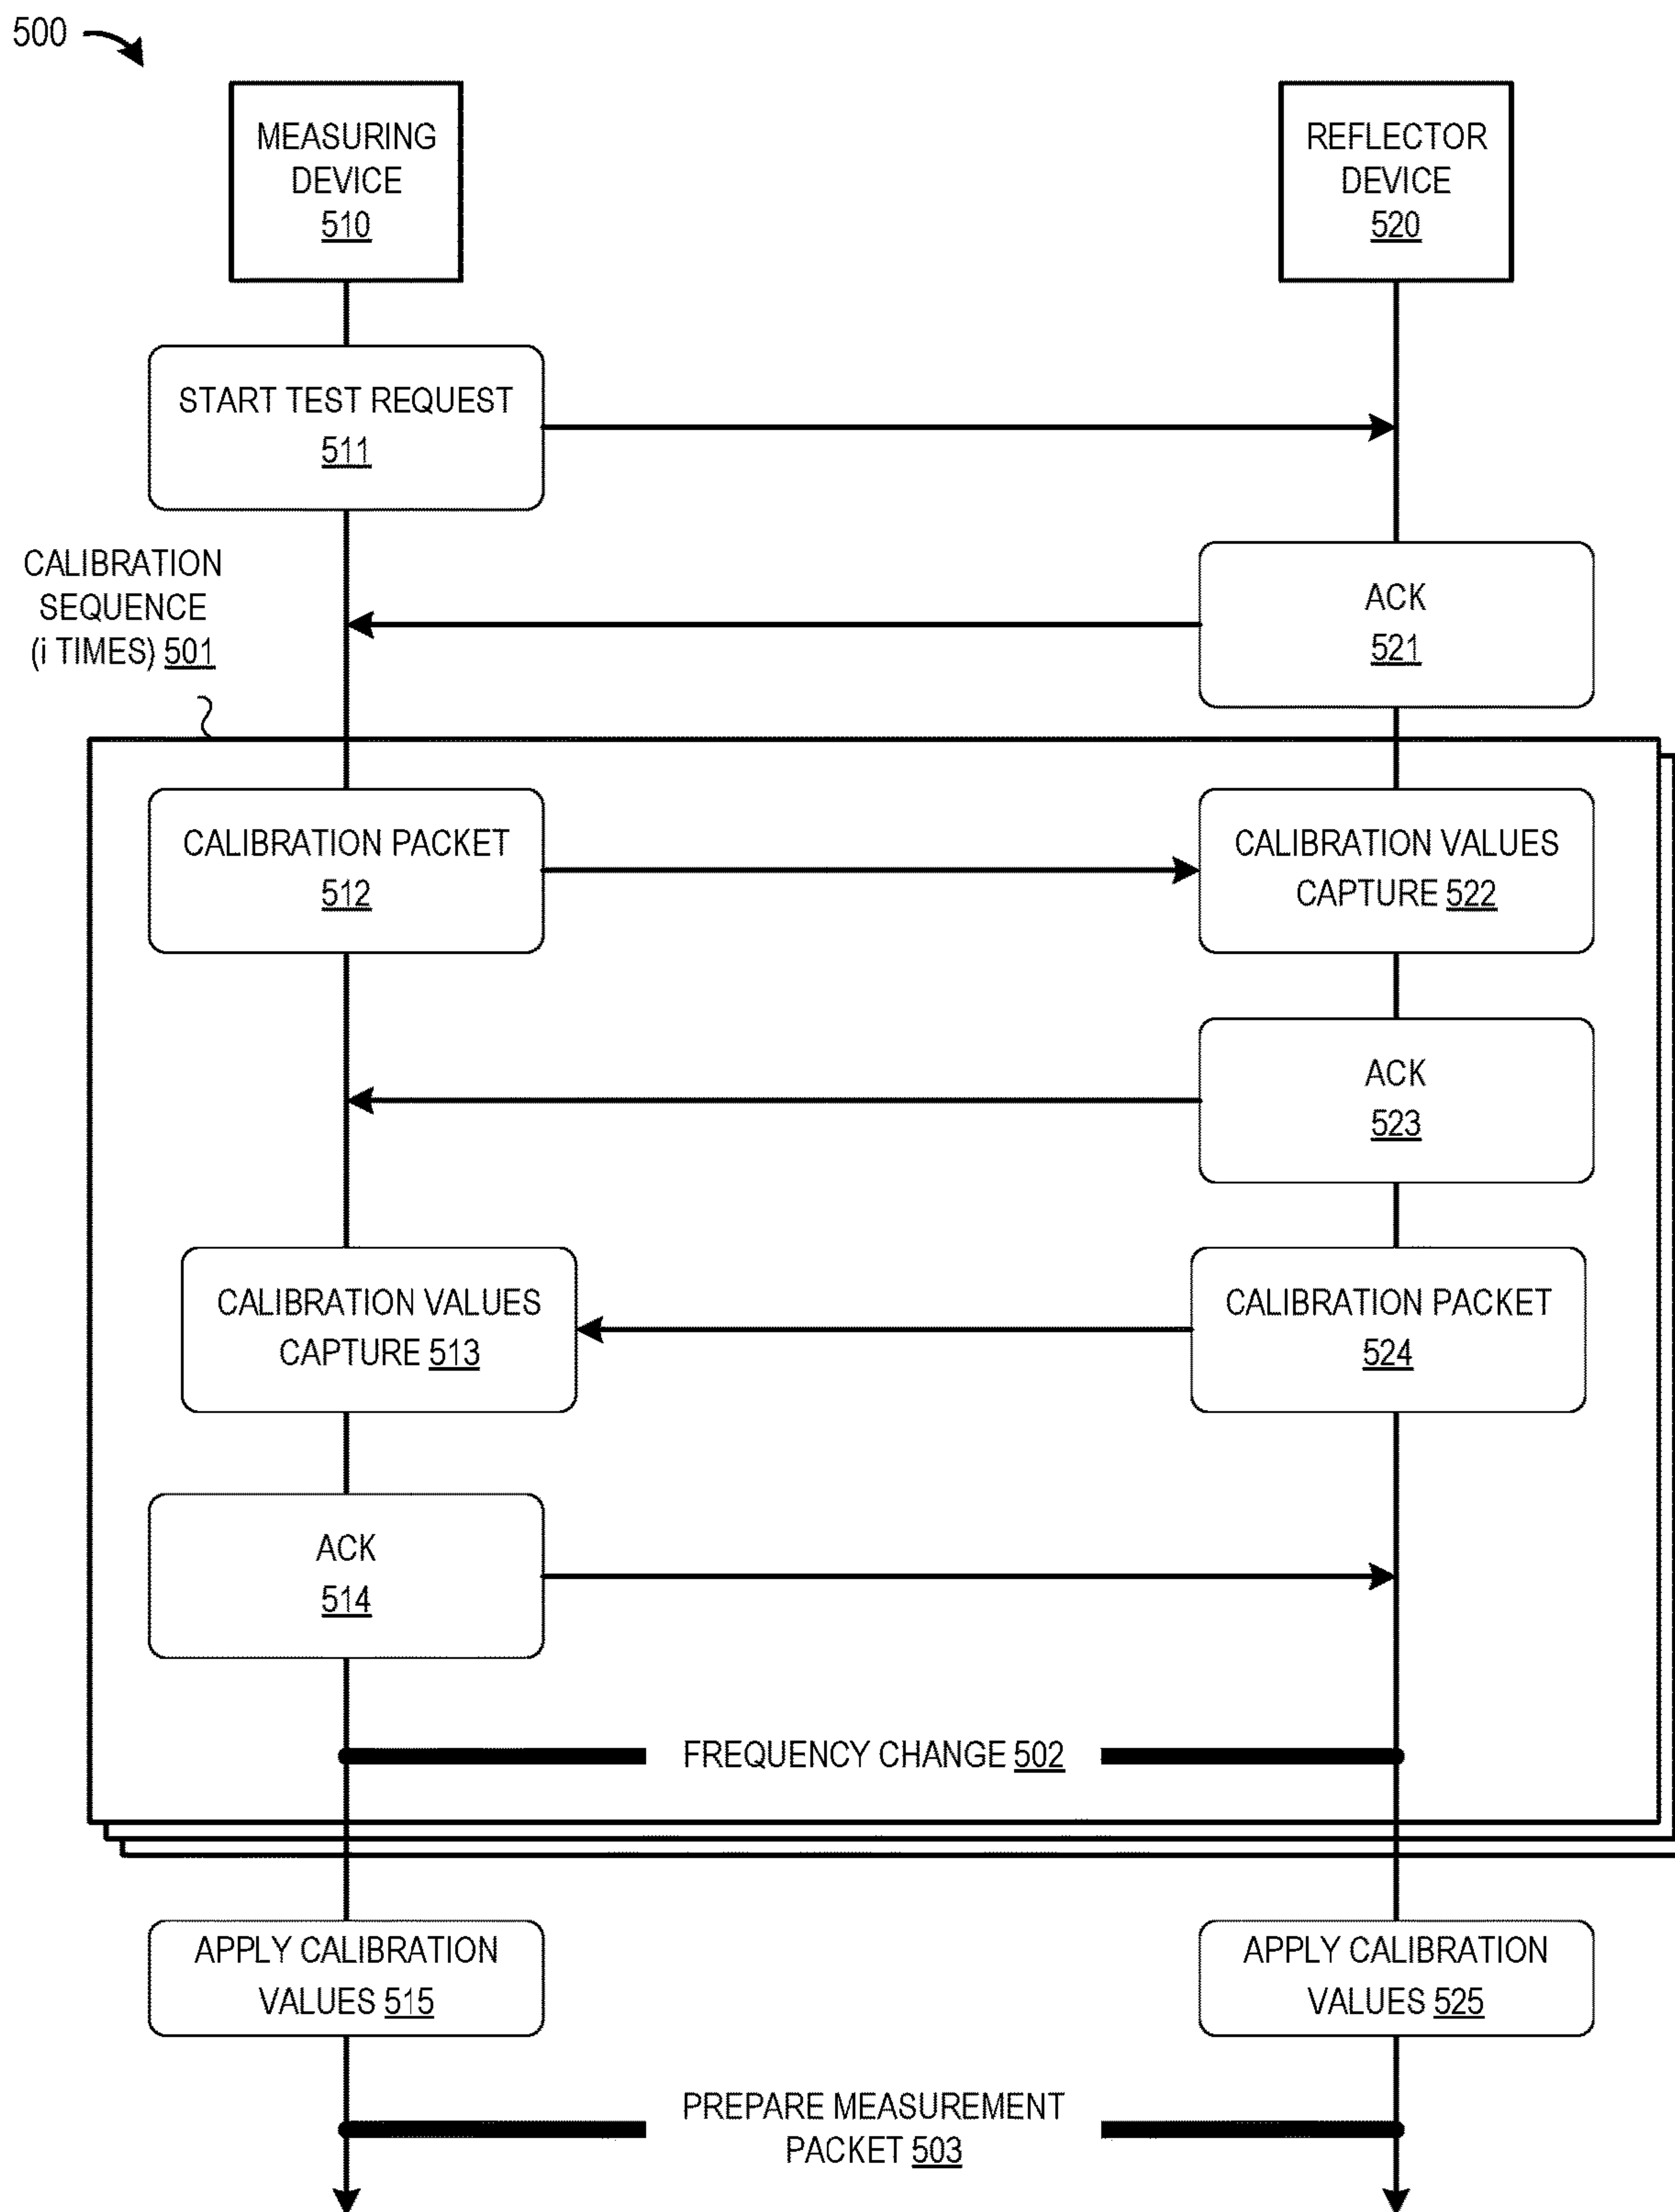 500
MEASURING
DEVICE
510
REFLECTOR
DEVICE
520
START TEST REQUEST
511
CALIBRATION
SEQUENCE
(i TIMES) 501
ACK
521
CALIBRATION PACKET
512
CALIBRATION VALUES
CAPTURE 522
ACK
523
CALIBRATION VALUES
CAPTURE 513
CALIBRATION PACKET
524
ACK
514
FREQUENCY CHANGE 502
APPLY CALIBRATION
VALUES 515
APPLY CALIBRATION
VALUES 525
PREPARE MEASUREMENT
PACKET 503